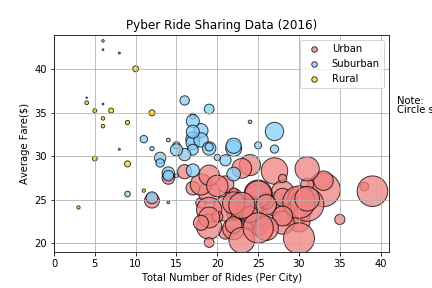 Pyber Ride Sharing Data (2016)
Urban
Suburban
Rural
Note:
Circle s
Average Fare($)
40
35
30
25
20
0
5
10
15
20
25
30
35
40
Total Number of Rides (Per City)